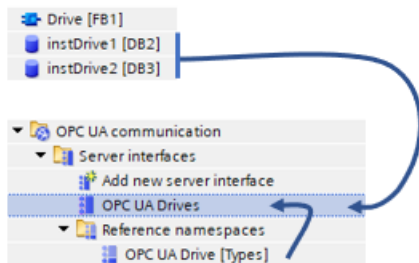 Drive [FB1]
instDrive1 [DB2]
instDrive2 [DB3]
OPC UA communication
Server interfaces
Add new server interface
OPC UA Drives
Reference namespaces
OPC UA Drive [Types]